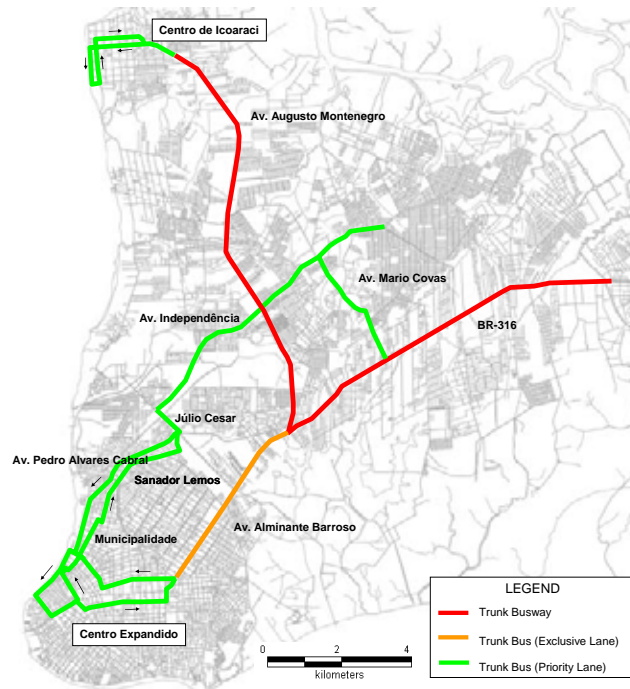 Centro de Icoaraci
Av. Augusto Montenegro
Av. Mario Covas
Av. Independência
BR-316
Júlio Cesar
Av. Pedro Alvares Cabral
Sanador Lemos
Av. Alminante Barroso
Municipalidade
Centro Expandido
LEGEND
Trunk Busway
Trunk Bus (Exclusive Lane)
Trunk Bus (Priority Lane)
0 2 4
kilometers